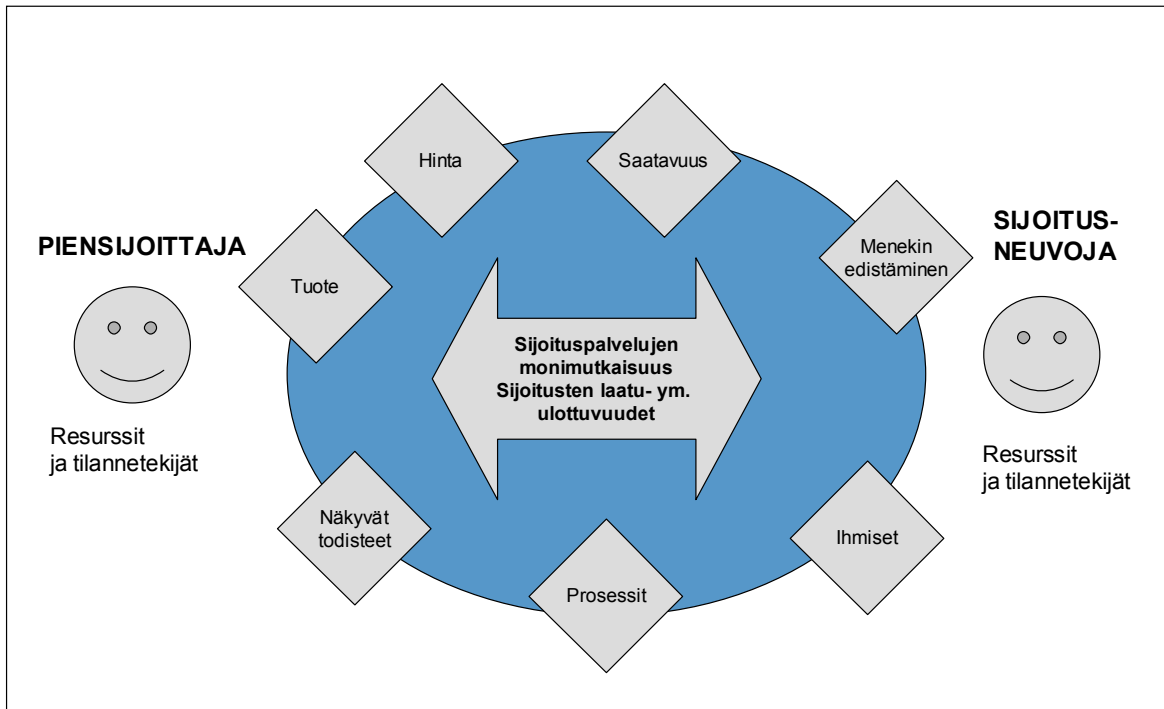 Hinta
Saatavuus
PIENSIJOITTAJA
Tuote
Menekin
edistäminen
SIJOITUS-
NEUVOJA
Sijoituspalvelujen
monimutkaisuus
Sijoitusten laatu- ym.
ulottuvuudet
Resurssit
ja tilannetekijät
Resurssit
ja tilannetekijät
Näkyvät
todisteet
Prosessit
Ihmiset